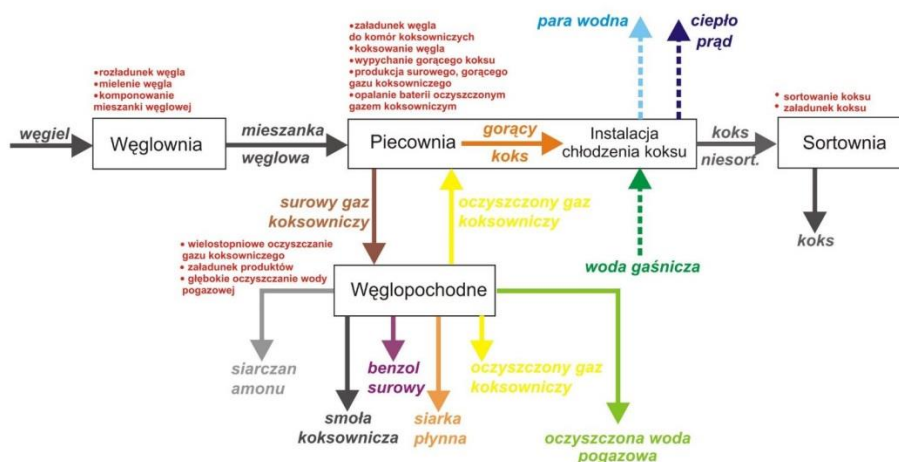 •załadunek węgla
do komór koksowniczych
•koksowanie węgla
•wypychanie gorącego koksu
•produkcja surowego, gorącego
gazu koksowniczego
•opalanie baterii oczyszczonym
gazem koksowniczym
para wodna
ciepło
prąd
•rozładunek węgla
•mielenie węgla
•komponowanie
mieszanki węglowej
• sortowanie koksu
• załadunek koksu
węgiel
Węglownia
mieszanka
węglowa
Piecownia
gorący
koks
Instalacja
chłodzenia koksu
koks
niesort.
Sortownia
surowy gaz
koksowniczy
oczyszczony gaz
koksowniczy
woda gaśnicza
koks
• wielostopniowe oczyszczanie
gazu koksowniczego
• załadunek produktów
• głębokie oczyszczanie wody
pogazowej
Węglopochodne
siarczan
amonu
smoła
koksownicza
benzol
surowy
siarka
płynna
oczyszczony gaz
koksowniczy
oczyszczona woda
pogazowa